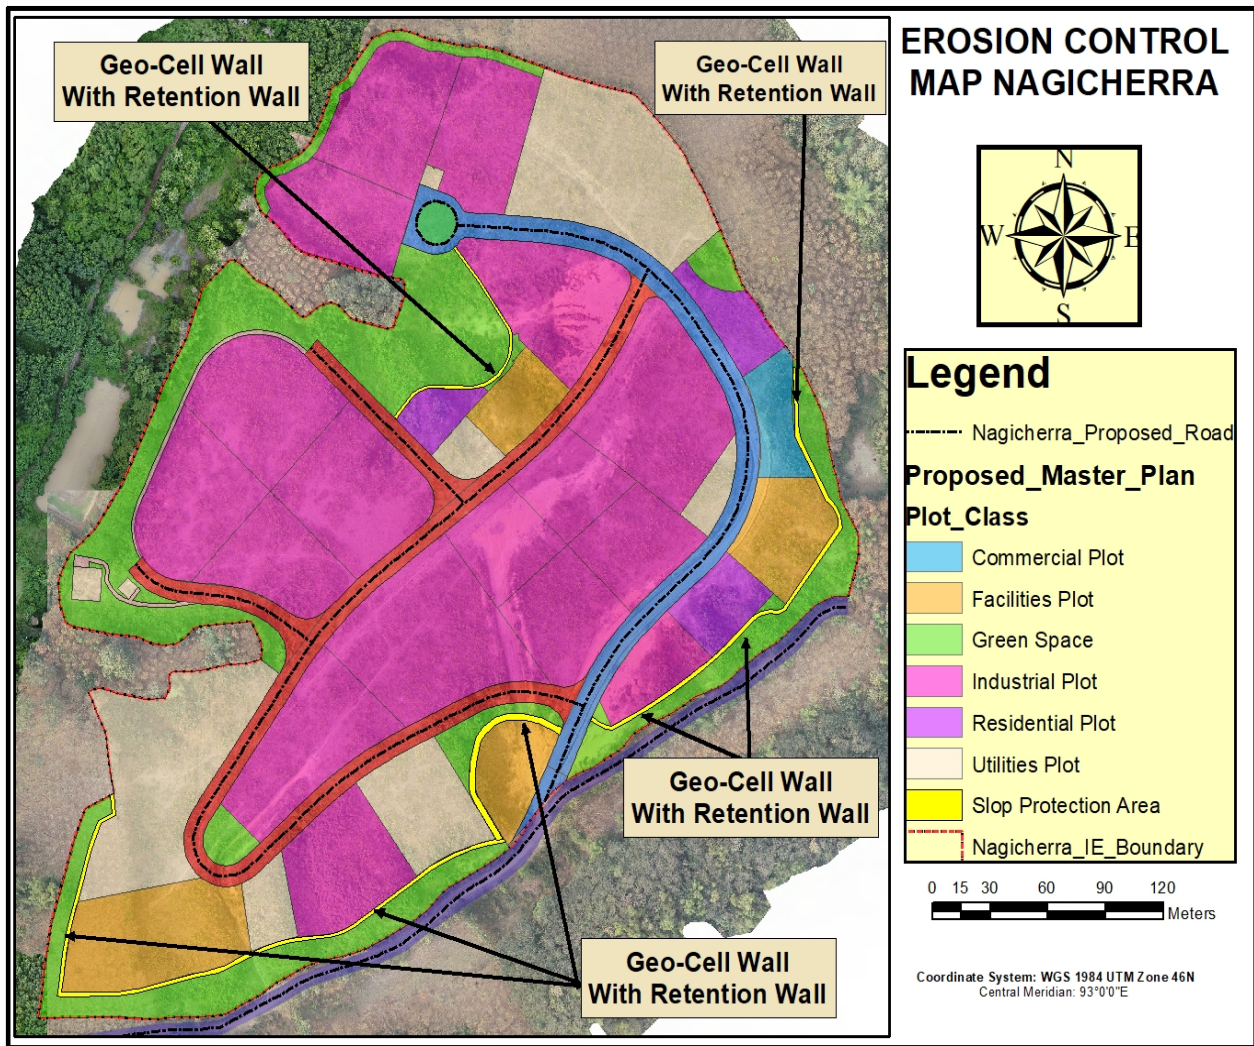 Geo-Cell Wall
With Retention Wall
Geo-Cell Wall
With Retention Wall
Geo-Cell Wall
With Retention Wall
Geo-Cell Wall
With Retention Wall
EROSION CONTROL
MAP NAGICHERRA
N
W E
S
Legend
Nagicherra_Proposed_Road
Proposed_Master_Plan
Plot_Class
Commercial Plot
Facilities Plot
Green Space
Industrial Plot
Residential Plot
Utilities Plot
Slop Protection Area
Nagicherra_IE_Boundary
0 15 30 60 90 120
Meters
Coordinate System: WGS 1984 UTM Zone 46N
Central Meridian: 93°0'0"E